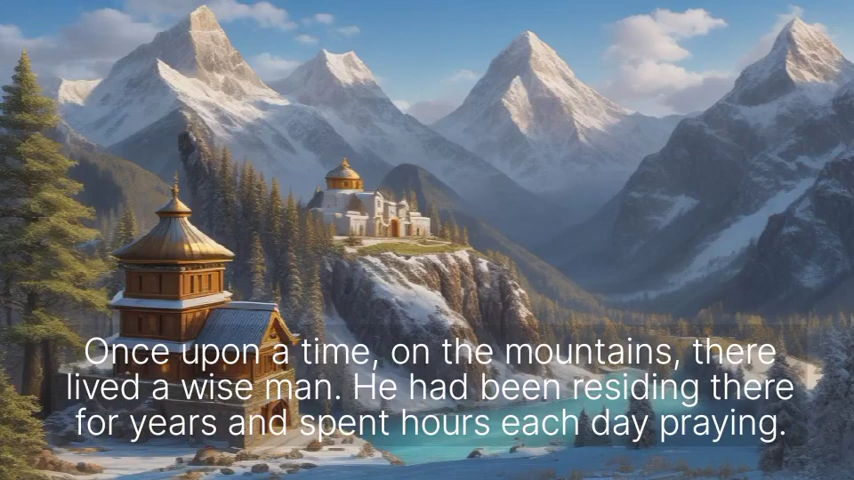 Once upon a time, on the mountains, there
lived a wise man. He had been residing there
for years and spent hours each day praying.